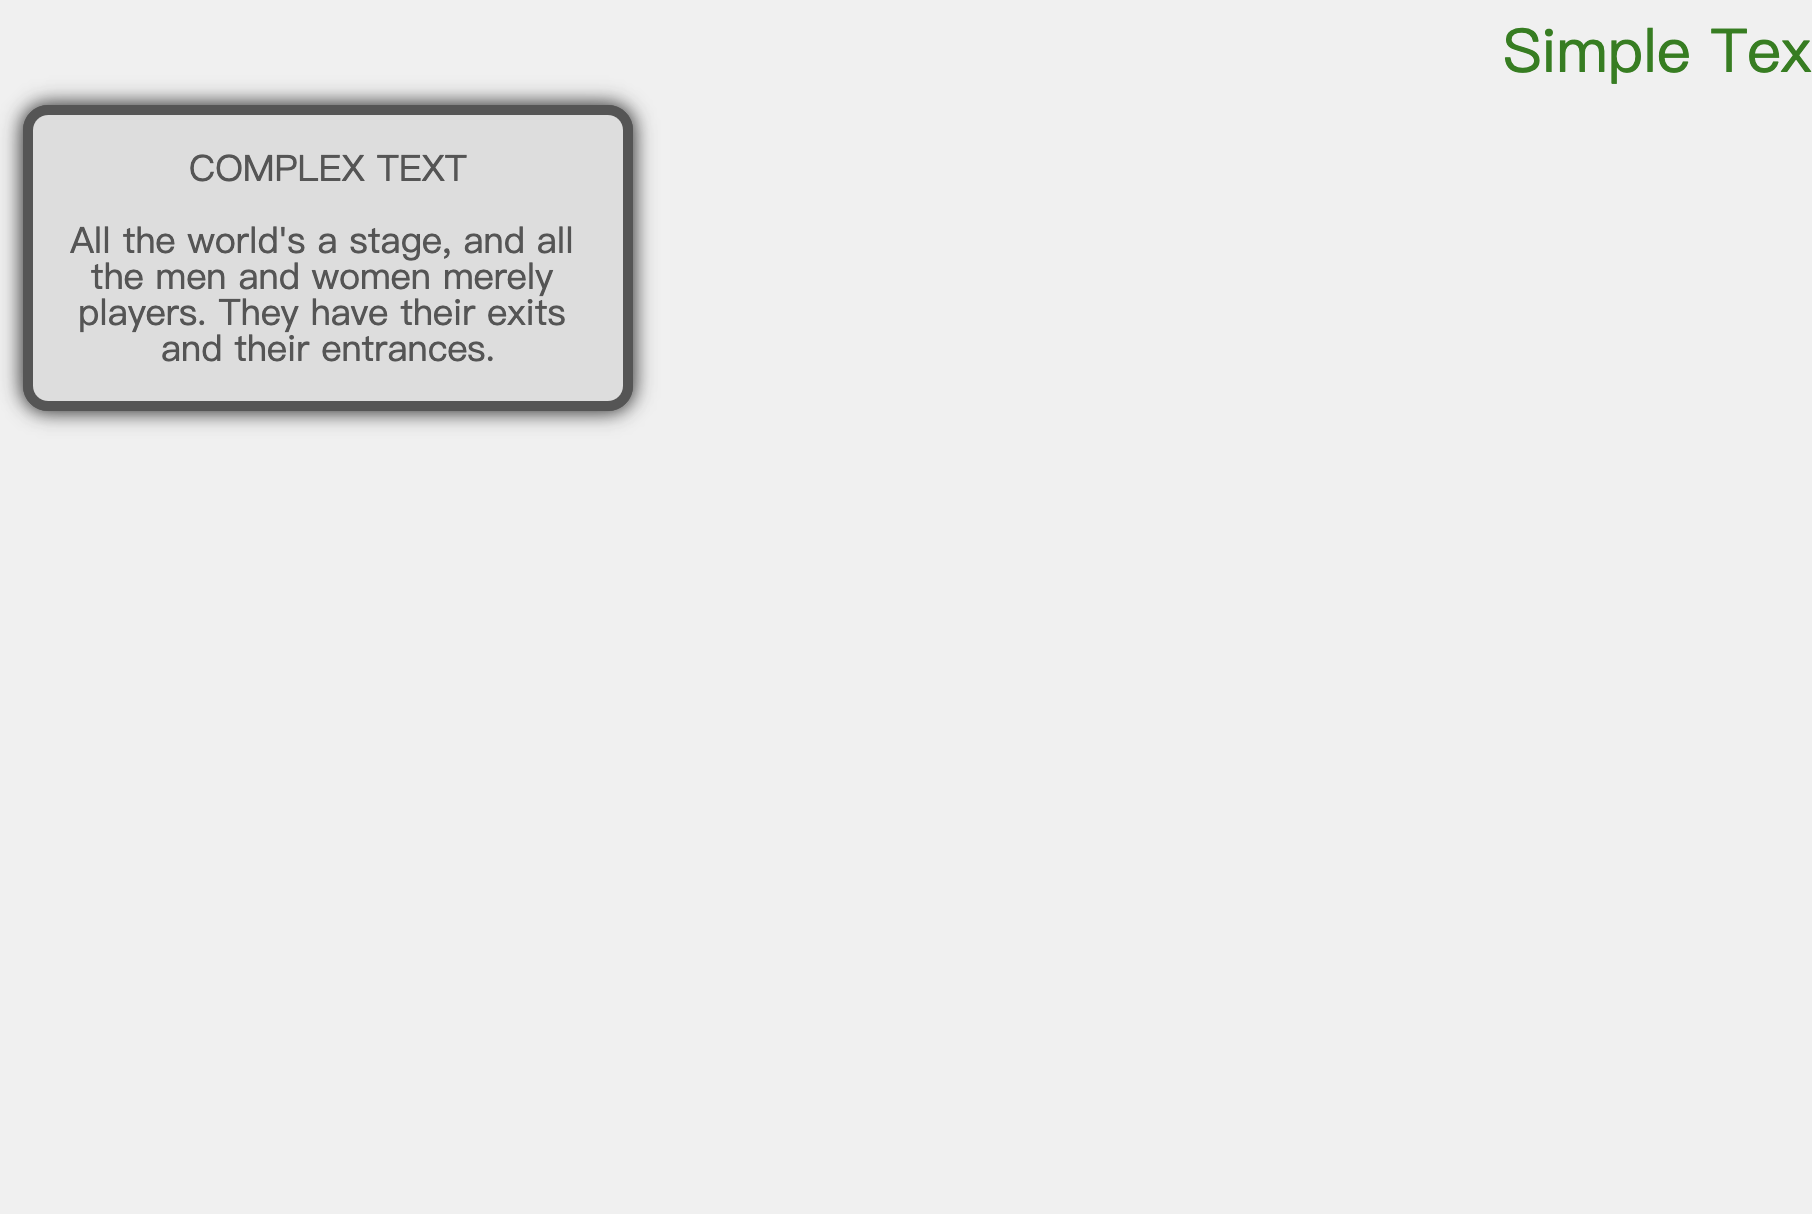 Simple Tex
COMPLEX TEXT
All the world's a stage, and all
the men and women merely
players. They have their exits
and their entrances.